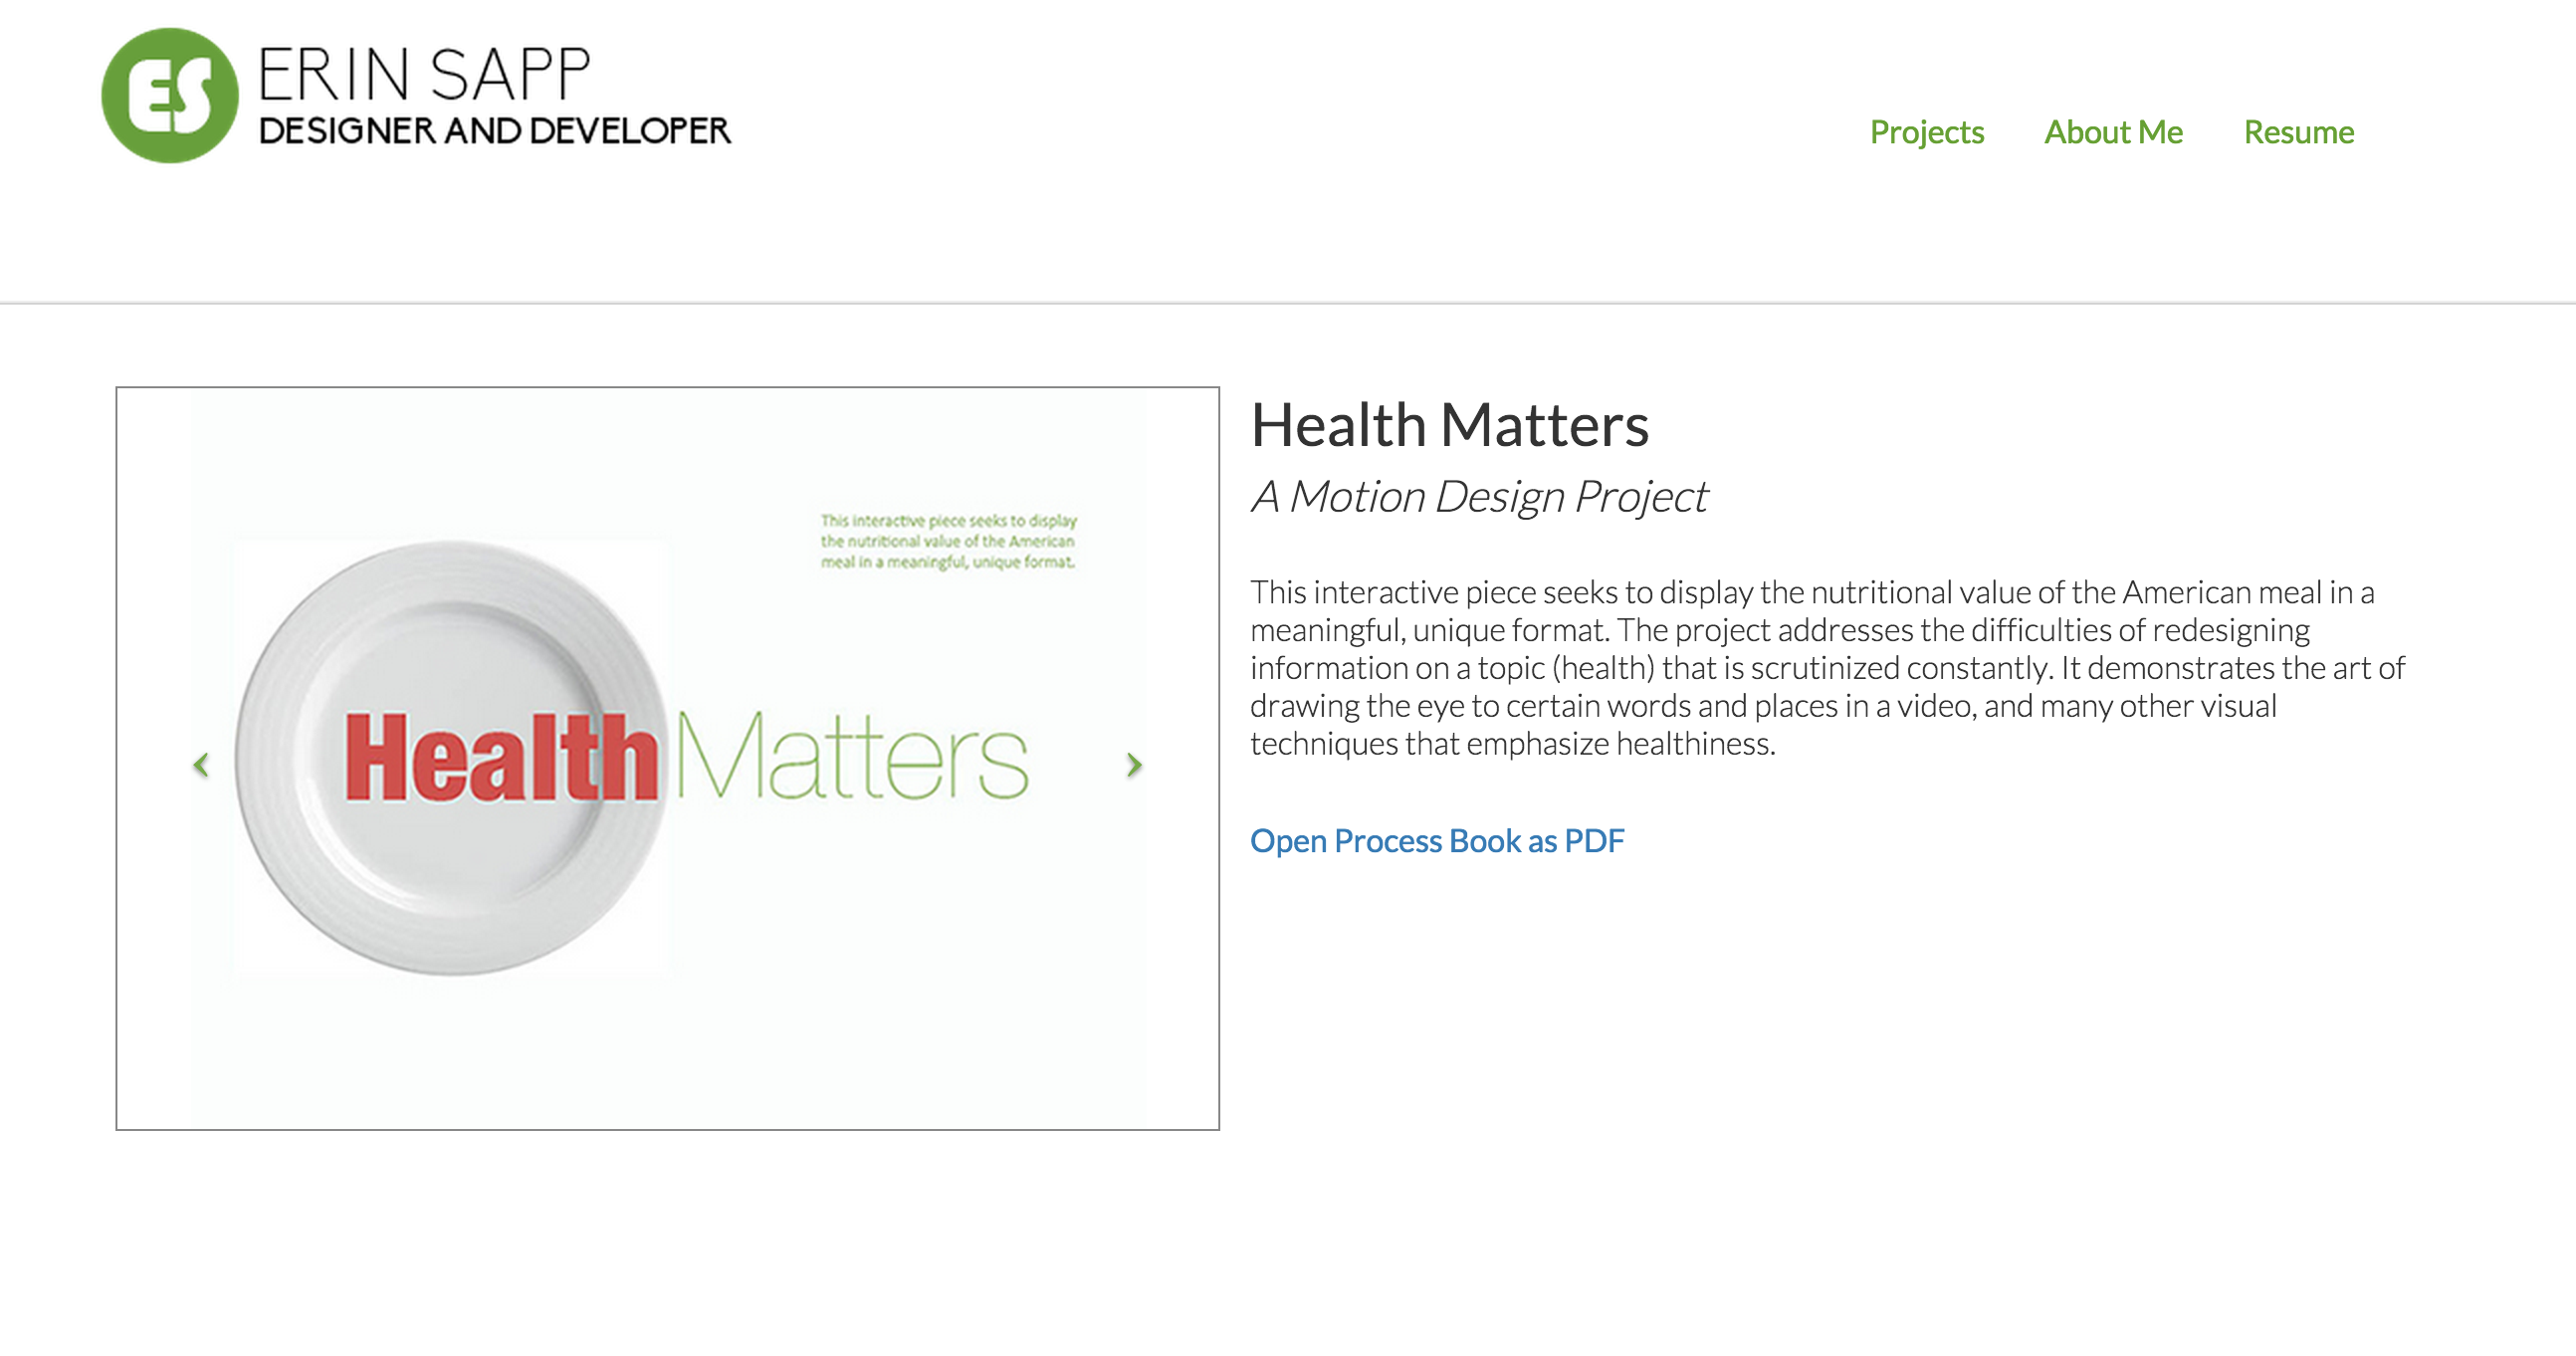 ES
ERIN SAPP
DESIGNER AND DEVELOPER
Projects
About Me
Resume
This interactive piece seeks to display
the nutritional value of the American
meal in a meaningful, unique format.
HealthMatters
Health Matters
A Motion Design Project
This interactive piece seeks to display the nutritional value of the American meal in a
meaningful, unique format. The project addresses the difficulties of redesigning
information on a topic (health) that is scrutinized constantly. It demonstrates the art of
drawing the eye to certain words and places in a video, and many other visual
techniques that emphasize healthiness.
Open Process Book as PDF